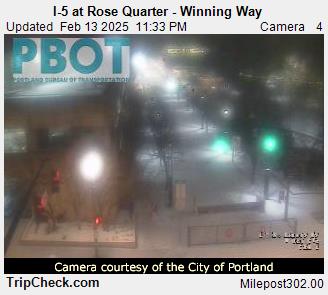 I-5 at Rose Quarter - Winning Way
Updated Feb 13 2025 11:33 PM Camera 4
PBOT
PORTLAND BUREAU OF TRANSPORTATION
Camera courtesy of the City of Portland
TripCheck.com Milepost302.00